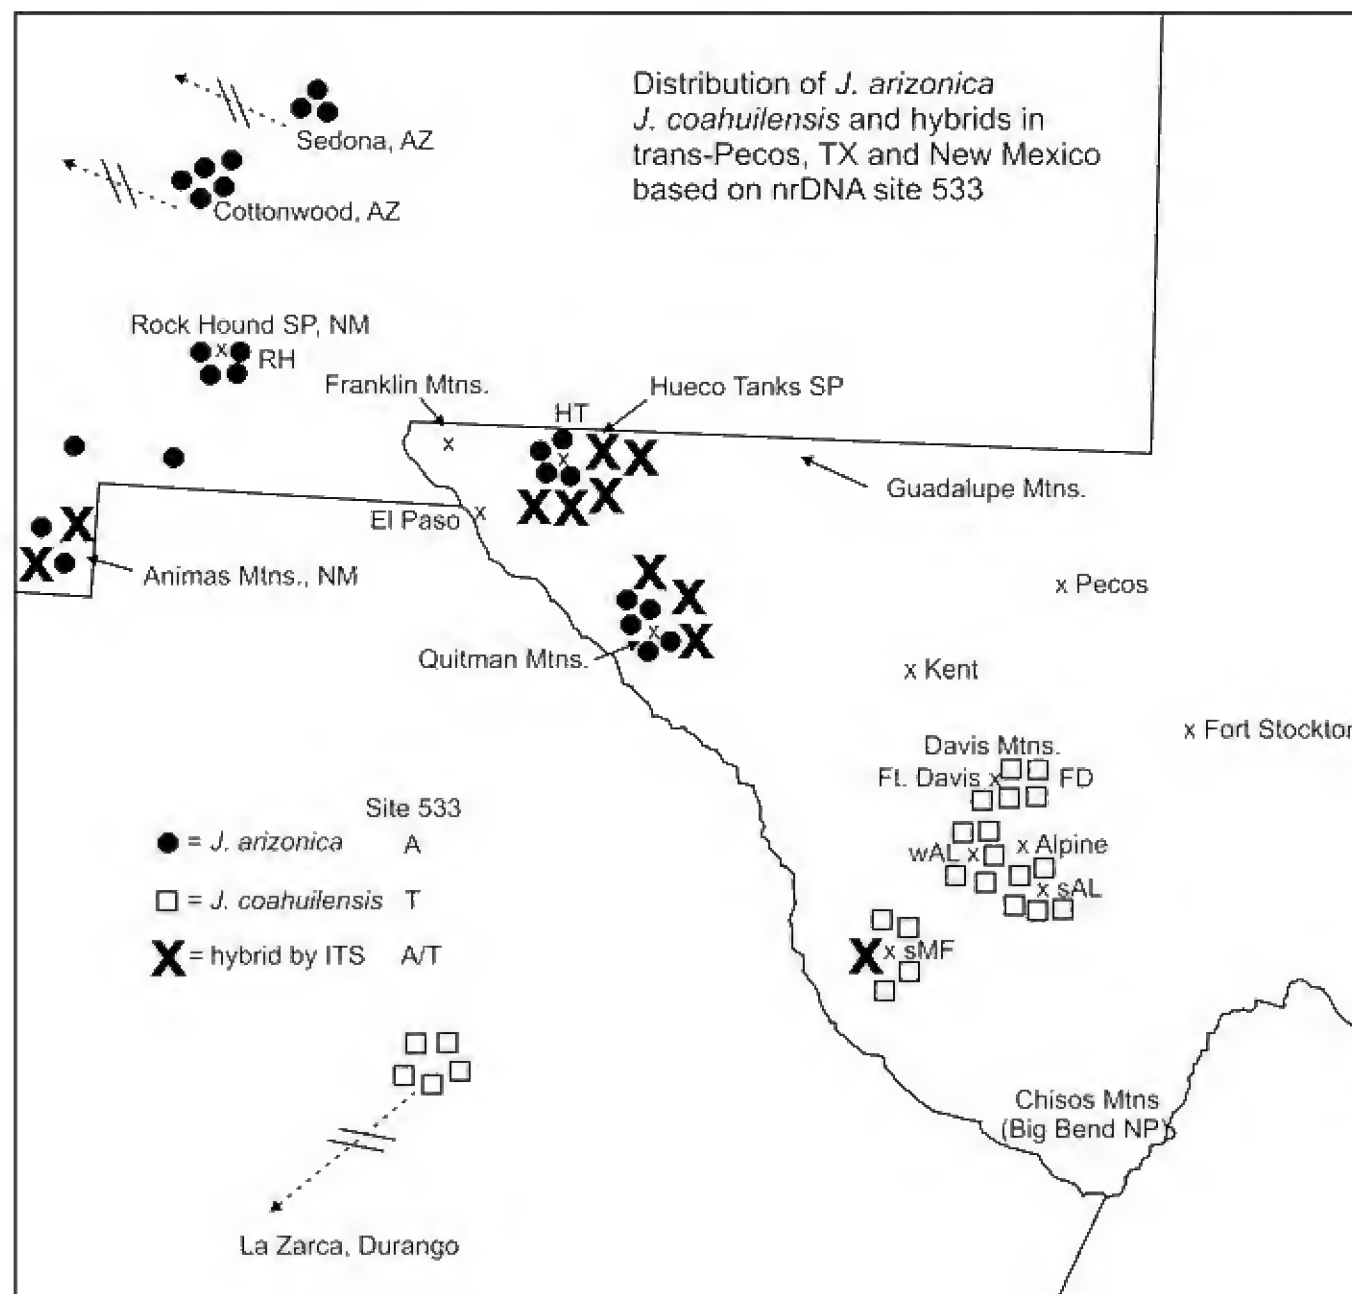 Distribution of J. arizonica
J. coahuilensis and hybrids in
trans-Pecos, TX and New Mexico
based on nrDNA site 533
Sedona, AZ
Cottonwood, AZ
Rock Hound SP, NM
x
RH
Franklin Mtns.
x
Hueco Tanks SP
HT
x
Guadalupe Mtns.
El Paso x
Animas Mtns., NM
x Pecos
Quitman Mtns.
x
x Kent
x Fort Stockton
Davis Mtns.
Ft. Davis x
FD
wAL x
x Alpine
x sAL
x sMF
Site 533
= J. arizonica A
= J. coahuilensis T
X = hybrid by ITS A/T
Chisos Mtns
(Big Bend NP)
La Zarca, Durango